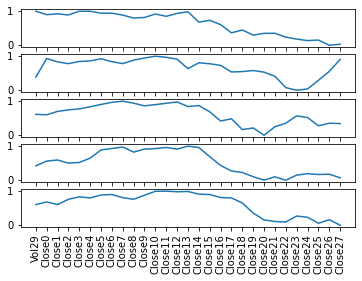 1
0
1
0
1
0
1
0
1
0
Vol29
Close0
Close1
Close2
Close3
Close4
Close5
Close6
Close7
Close8
Close9
Close10
Close11
Close12
Close13
Close14
Close15
Close16
Close17
Close18
Close19
Close20
Close21
Close22
Close23
Close24
Close25
Close26
Close27